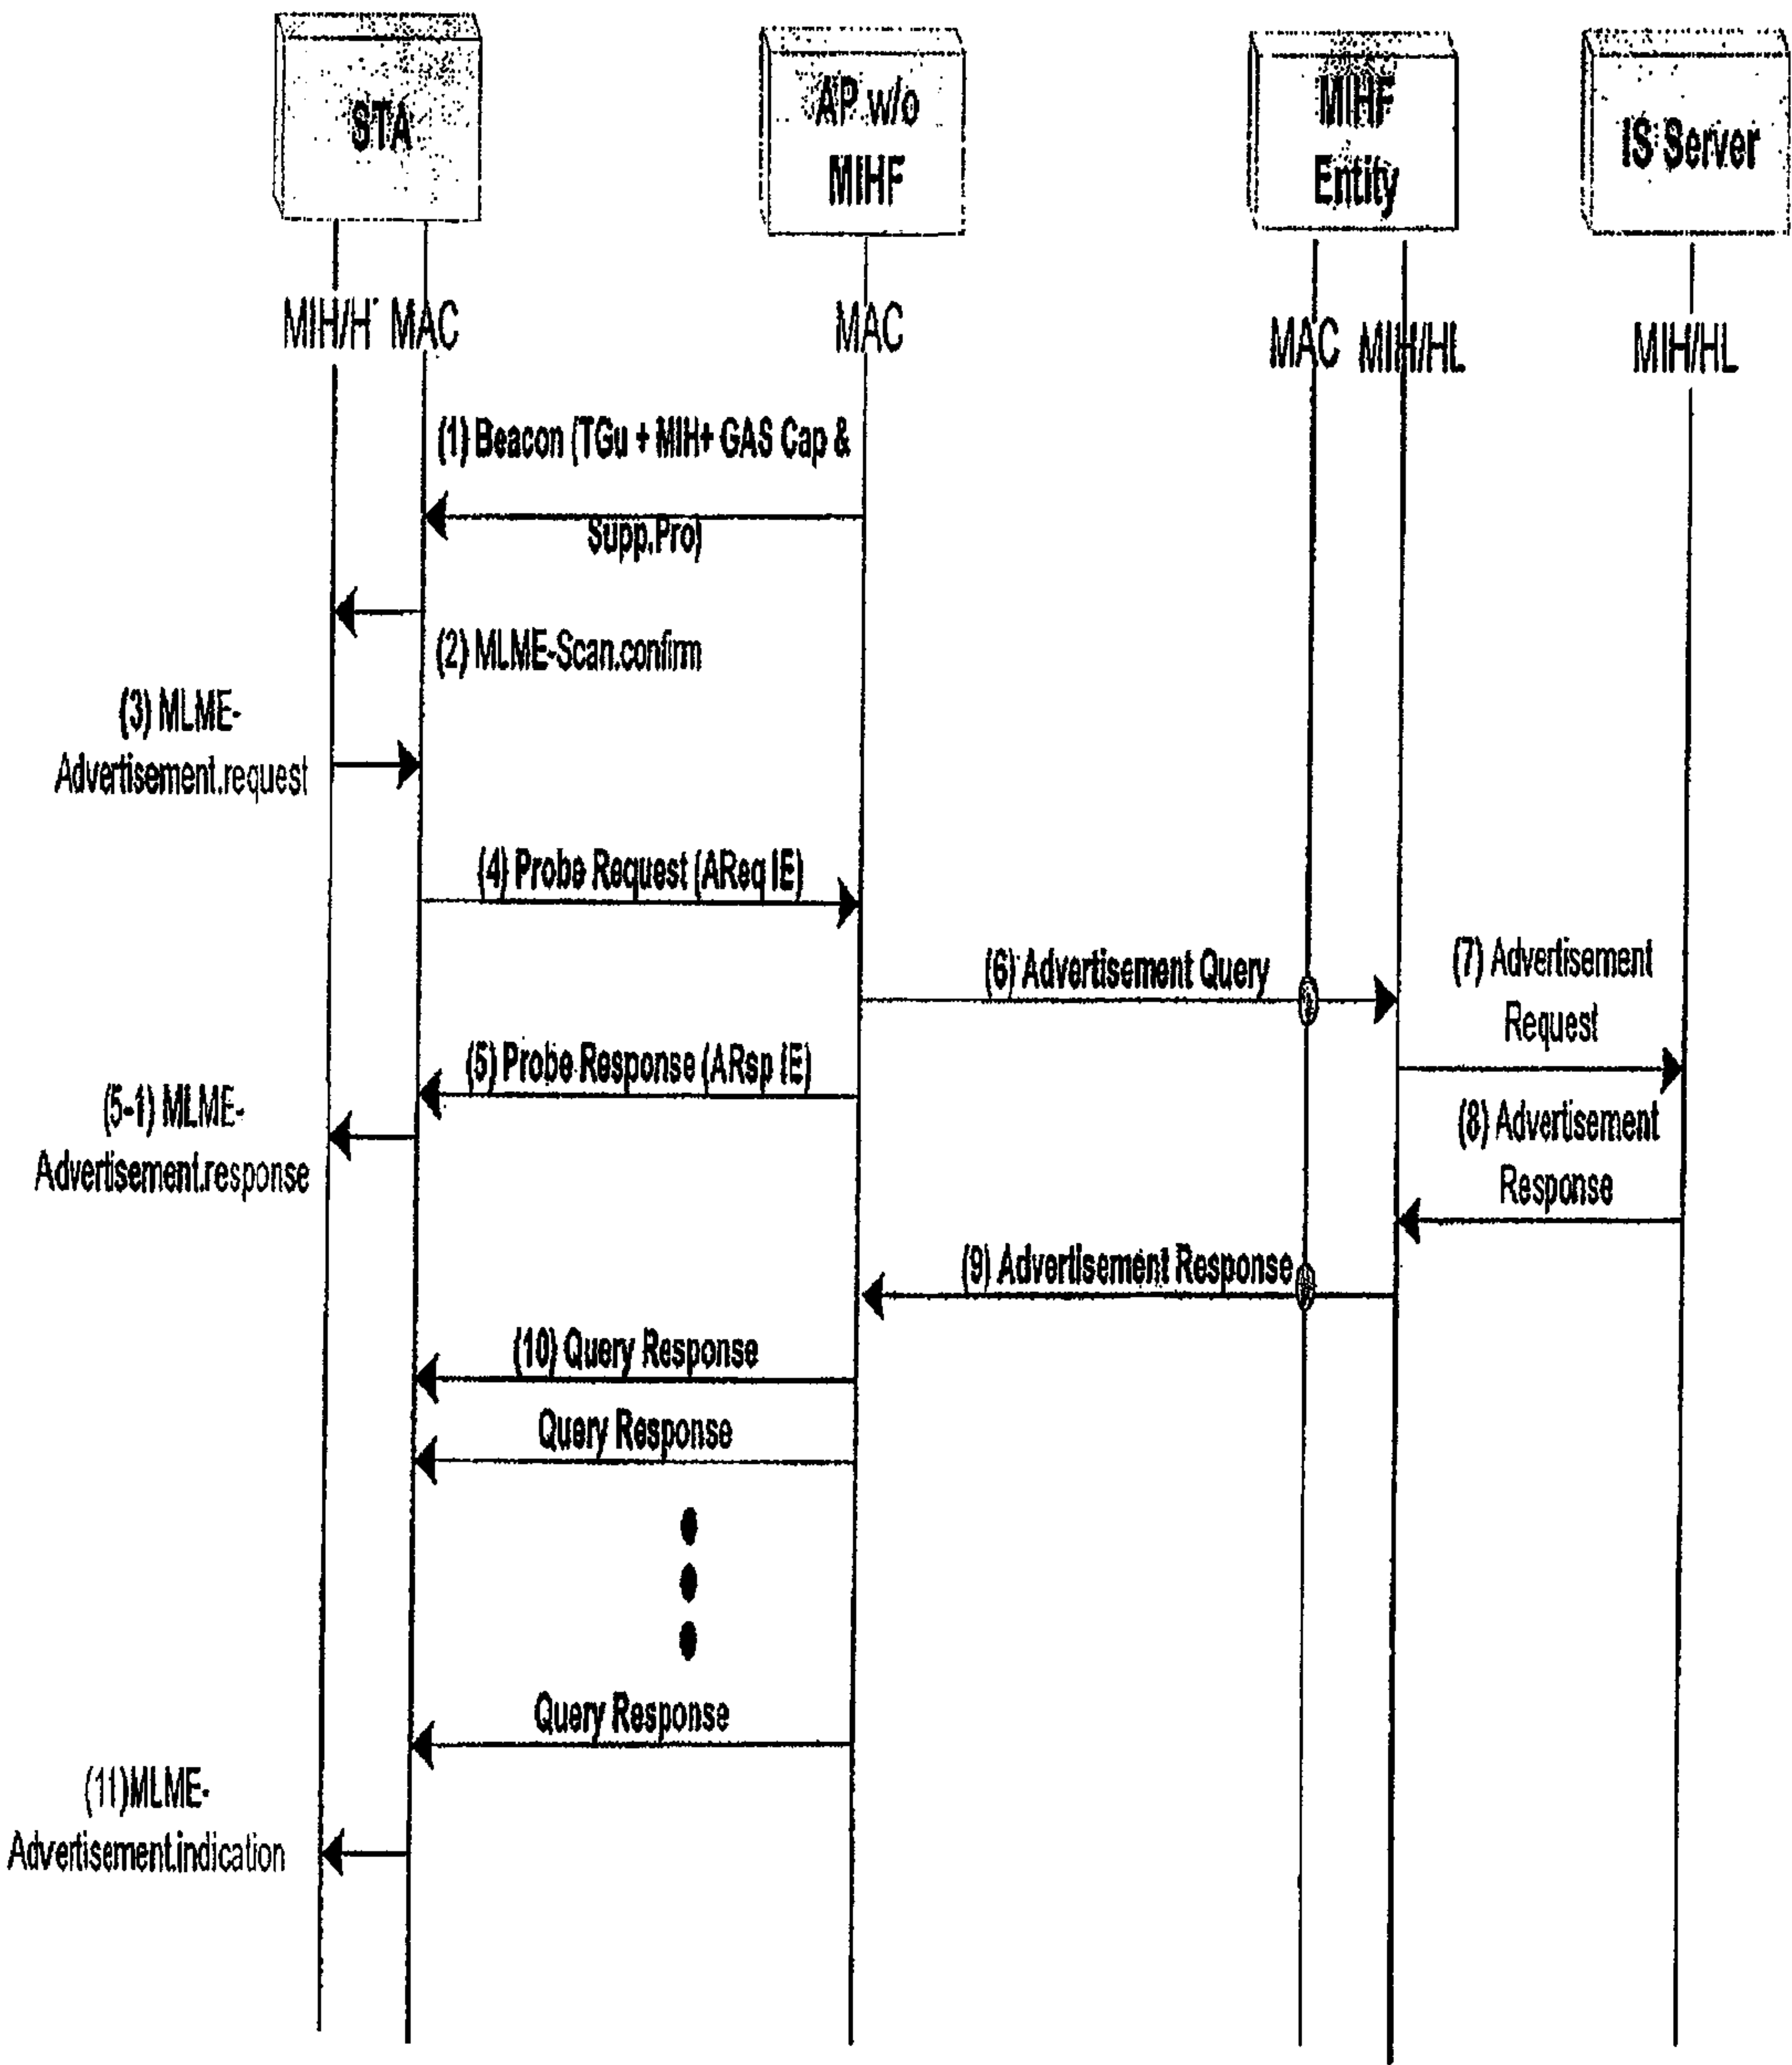 STA
AP w/o
MIHF
MIHF
Entity
IS Server
MIH/H
MAC
MAC
MAC
MIH/HL
MIH/HL
(1) Beacon (TGu + MIH+ GAS Cap &
Supp.Pro)
(2) MLME-Scan.confirm
(3) MLME-
Advertisement.request
(4) Probe Request (AReq IE)
(6) Advertisement Query
(7) Advertisement
Request
(5) Probe Response (ARsp IE)
(5-1) MLME-
Advertisement.response
(8) Advertisement
Response
(9) Advertisement Response
(10) Query Response
Query Response
Query Response
(11)MLME-
Advertisement.indication